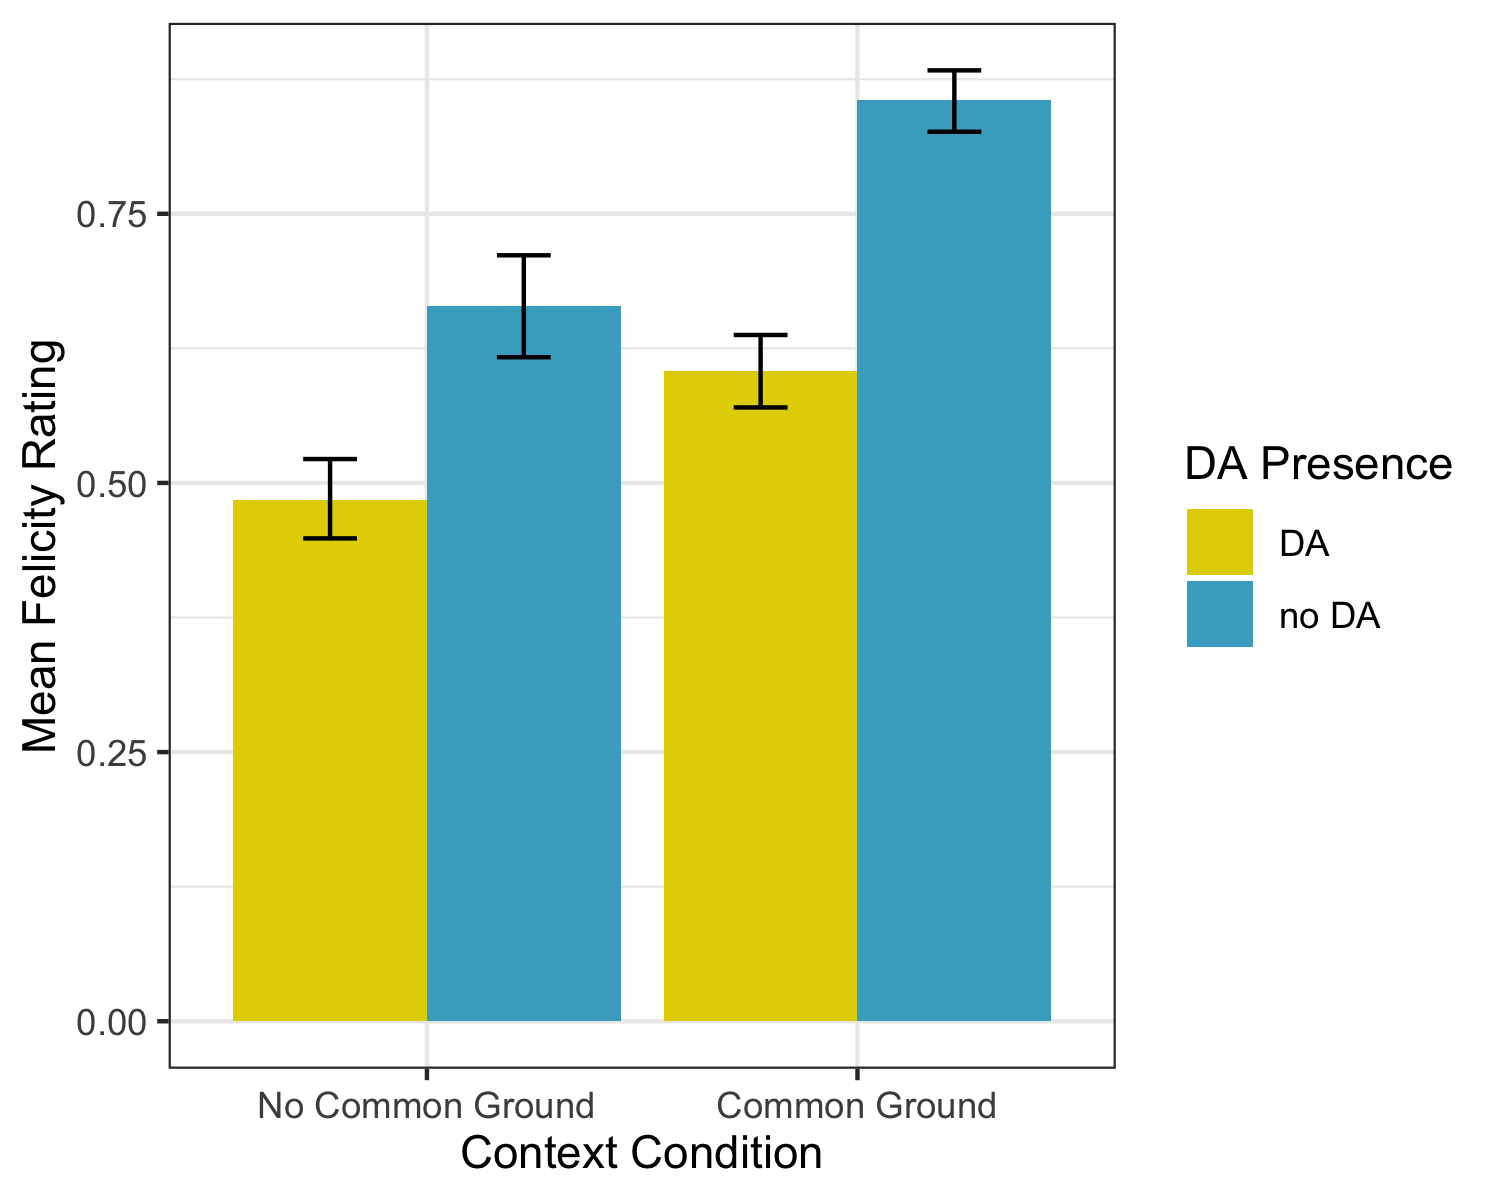 Mean Felicity Rating
0.75
0.50
0.25
0.00
No Common Ground
Common Ground
Context Condition
DA Presence
DA
no DA